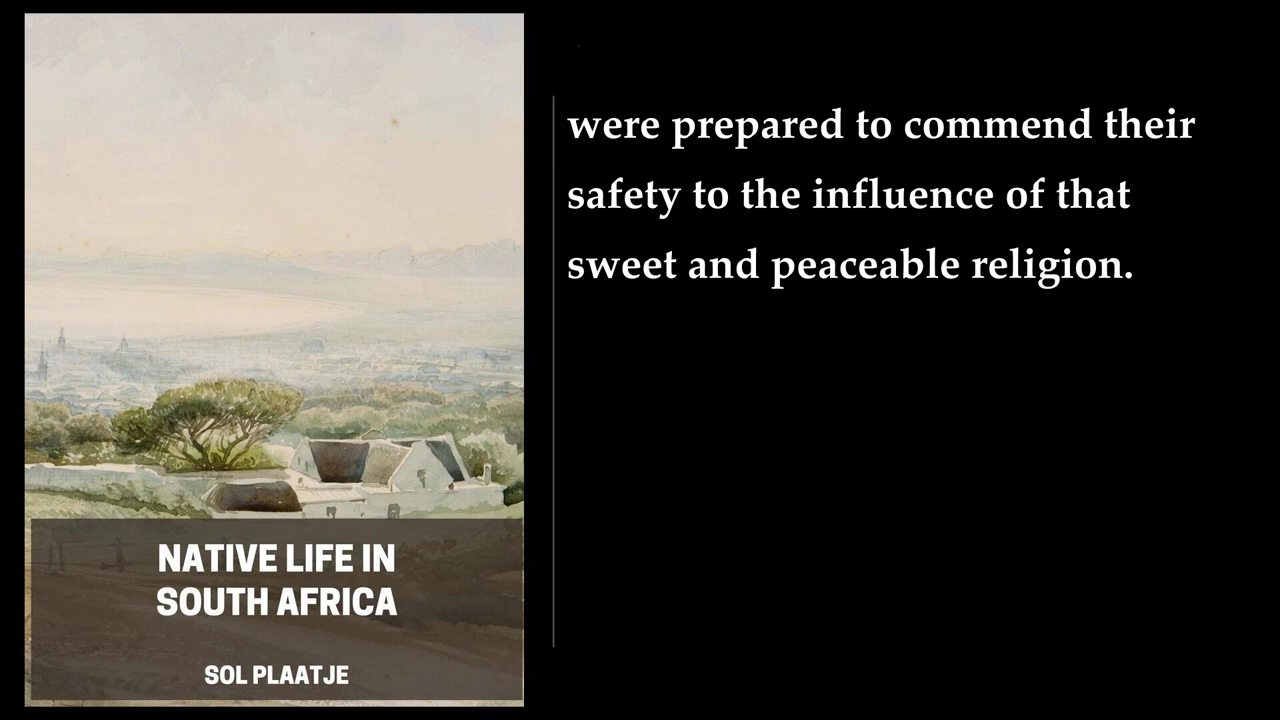 were prepared to commend their
safety to the influence of that
sweet and peaceable religion.
NATIVE LIFE IN
SOUTH AFRICA
SOL PLAATJE